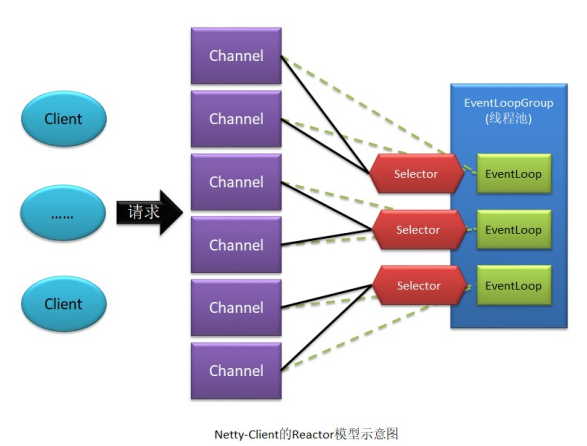 Channel
Channel
Channel
Channel
Channel
Channel
Client
……
Client
请求
Selector
Selector
Selector
EventLoopGroup
(线程池)
EventLoop
EventLoop
EventLoop
Netty-Client的Reactor模型示意图